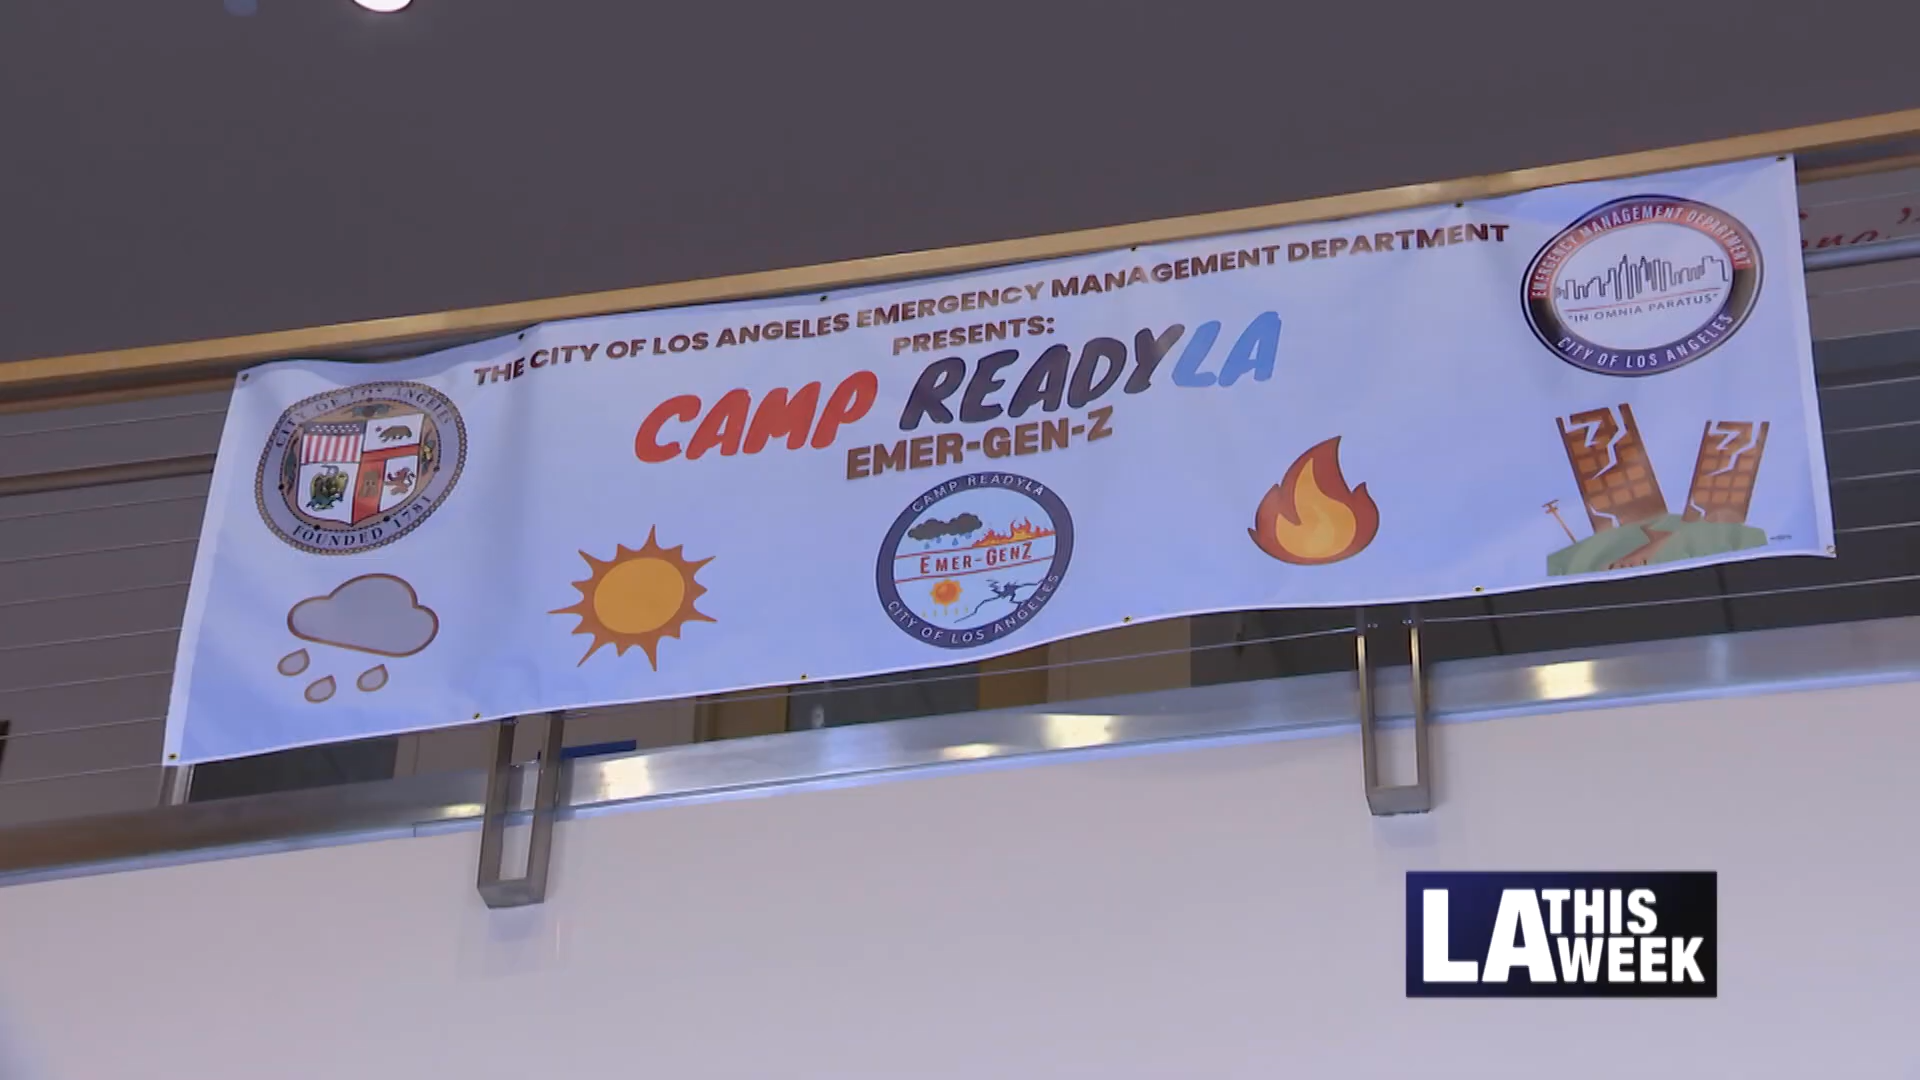 THE CITY OF LOS ANGELES EMERGENCY MANAGEMENT DEPARTMENT
PRESENTS:
CAMP READYLA
EMER-GEN-Z
CITY OF LOS ANGELES
FOUNDED 1781
EMERGENCY MANAGEMENT DEPARTMENT
"IN OMNIA PARATUS"
CITY OF LOS ANGELES
CAMP READYLA
EMER-GENZ
CITY OF LOS ANGELES
LA THIS
WEEK